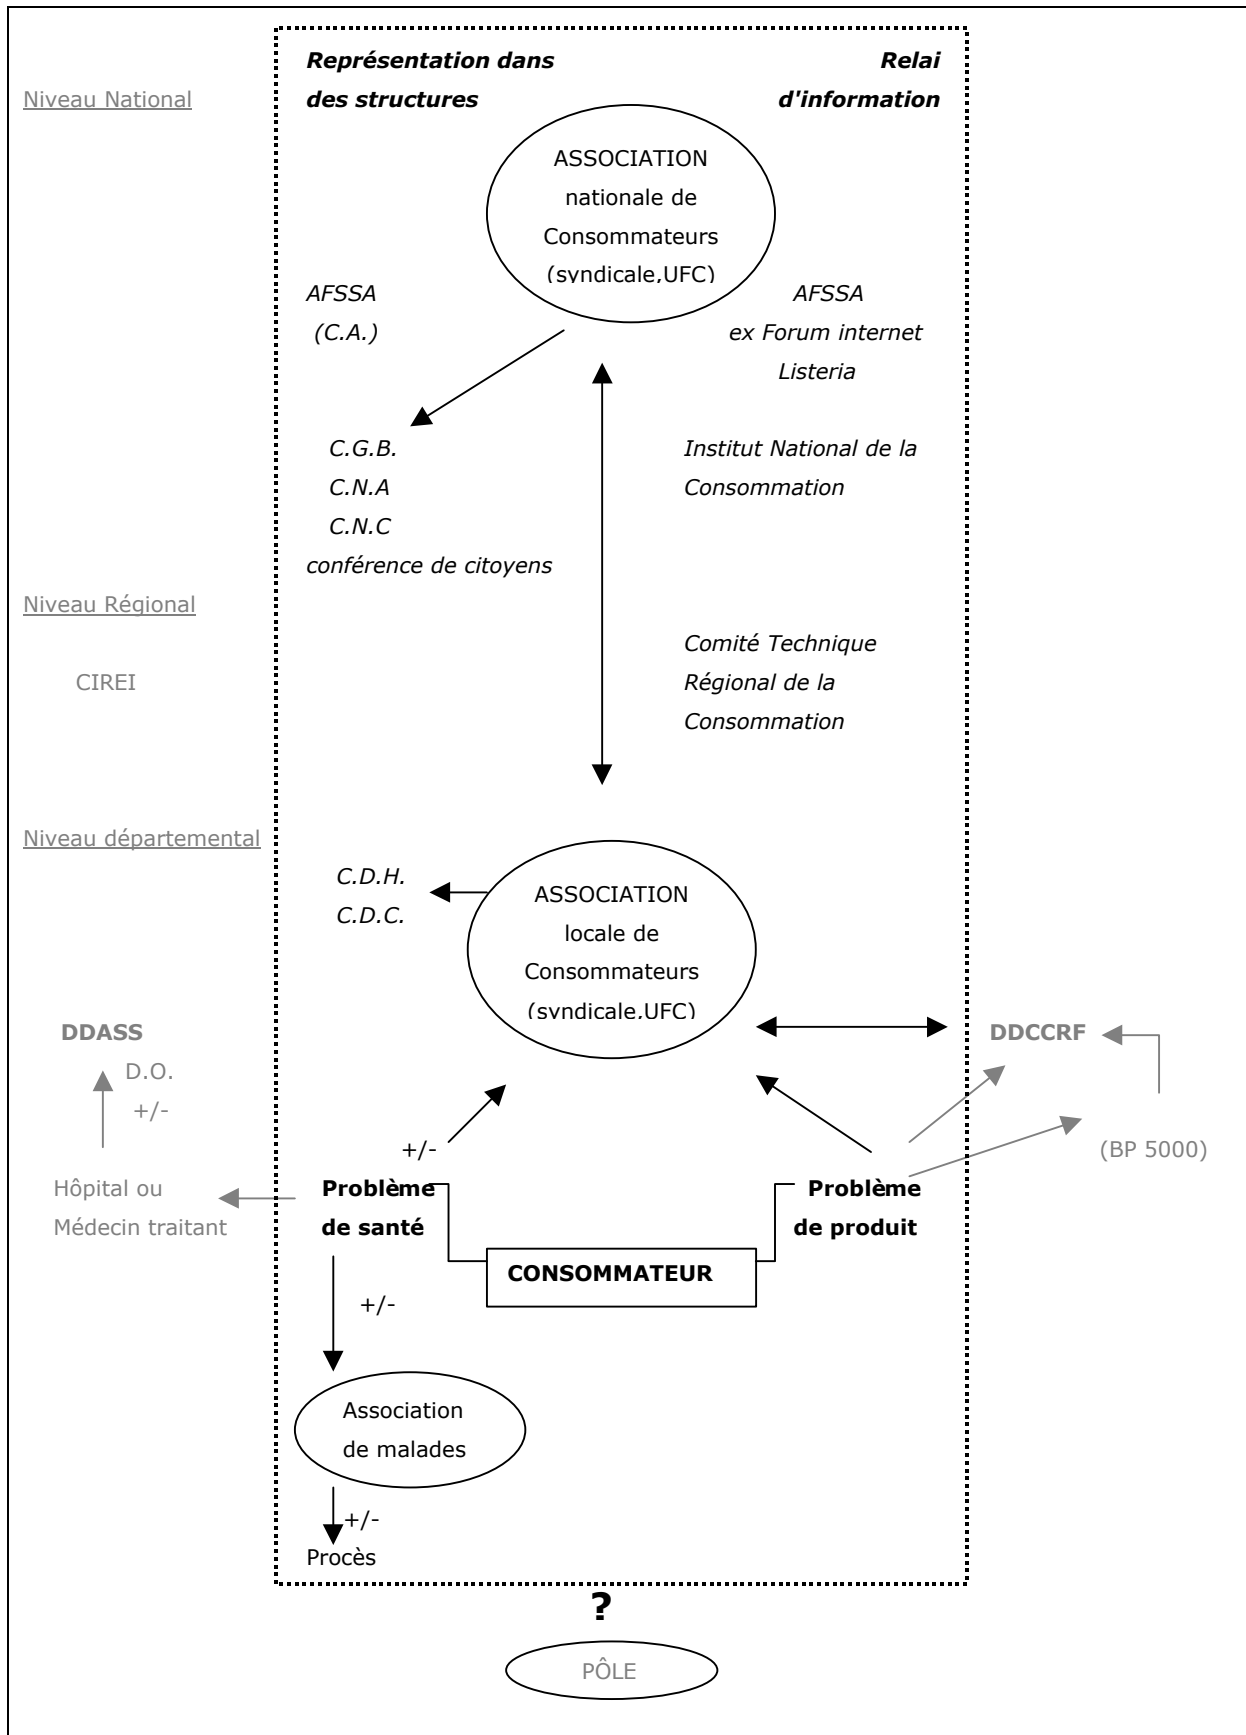 Représentation dans
des structures
Relai
d'information
Niveau National
ASSOCIATION
nationale de
Consommateurs
(syndicale,UFC)
AFSSA
(C.A.)
AFSSA
ex Forum internet
Listeria
C.G.B.
C.N.A
C.N.C
conférence de citoyens
Institut National de la
Consommation
Niveau Régional
CIREI
Comité Technique
Régional de la
Consommation
Niveau départemental
C.D.H.
C.D.C.
ASSOCIATION
locale de
Consommateurs
(syndicale,UFC)
DDASS
D.O.
+/-
DDCCRF
(BP 5000)
+/-
Hôpital ou
Médecin traitant
Problème
de santé
Problème
de produit
CONSOMMATEUR
+/-
Association
de malades
+/-
Procès
?
PÔLE